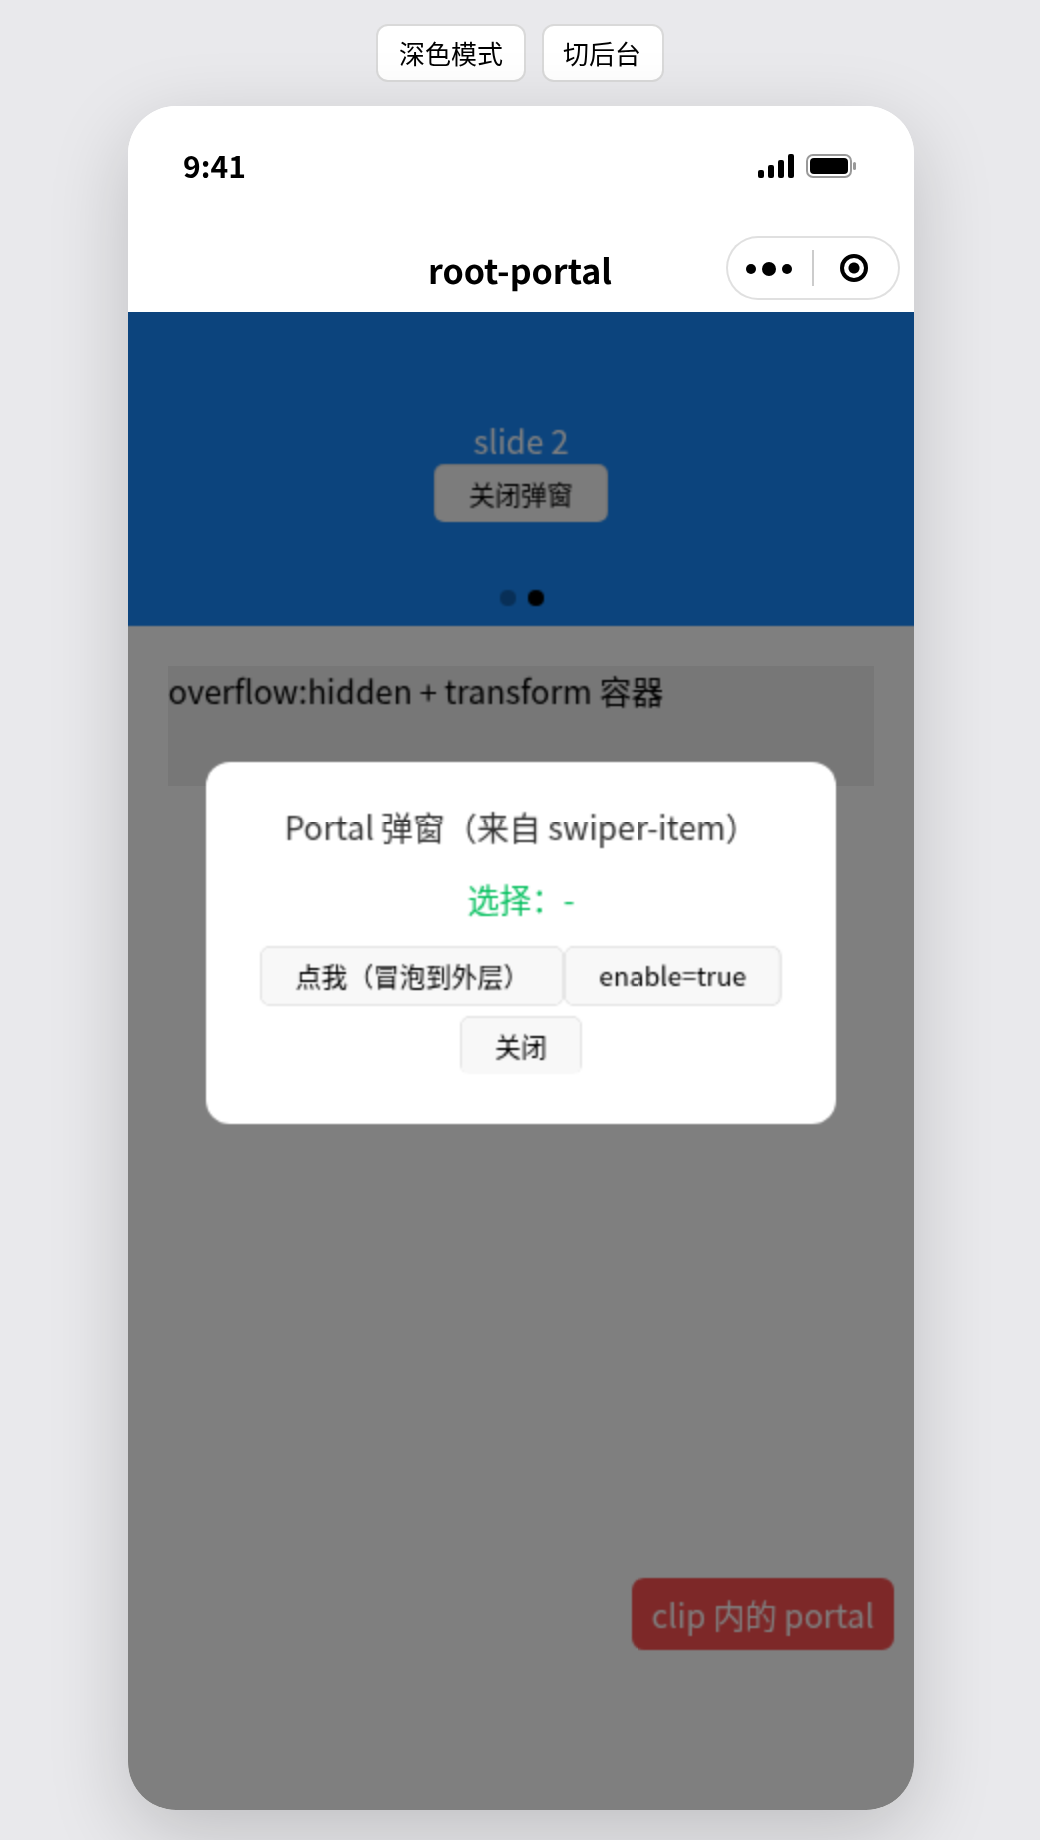 深色模式 切后台
9:41
root-portal
slide 2
关闭弹窗
overflow:hidden + transform 容器
Portal 弹窗（来自 swiper-item）
选择：-
点我（冒泡到外层） enable=true
关闭
clip 内的 portal